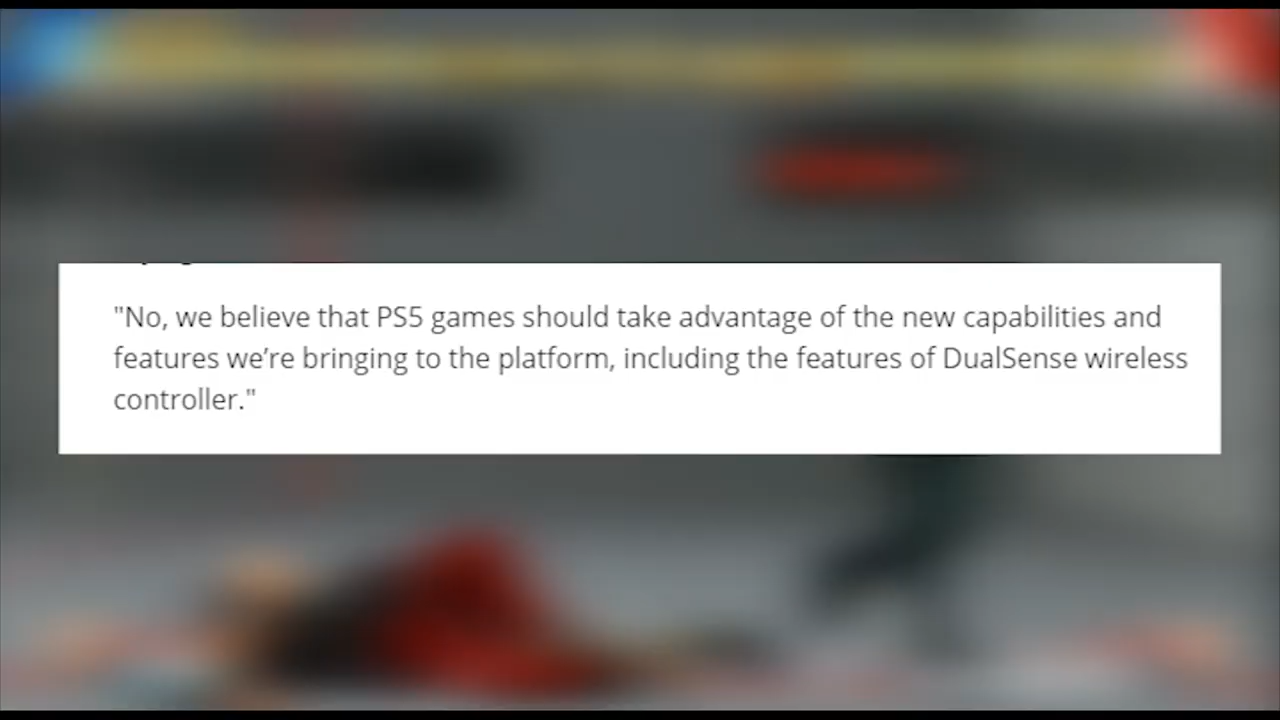 "No, we believe that PS5 games should take advantage of the new capabilities and
features we’re bringing to the platform, including the features of DualSense wireless
controller."